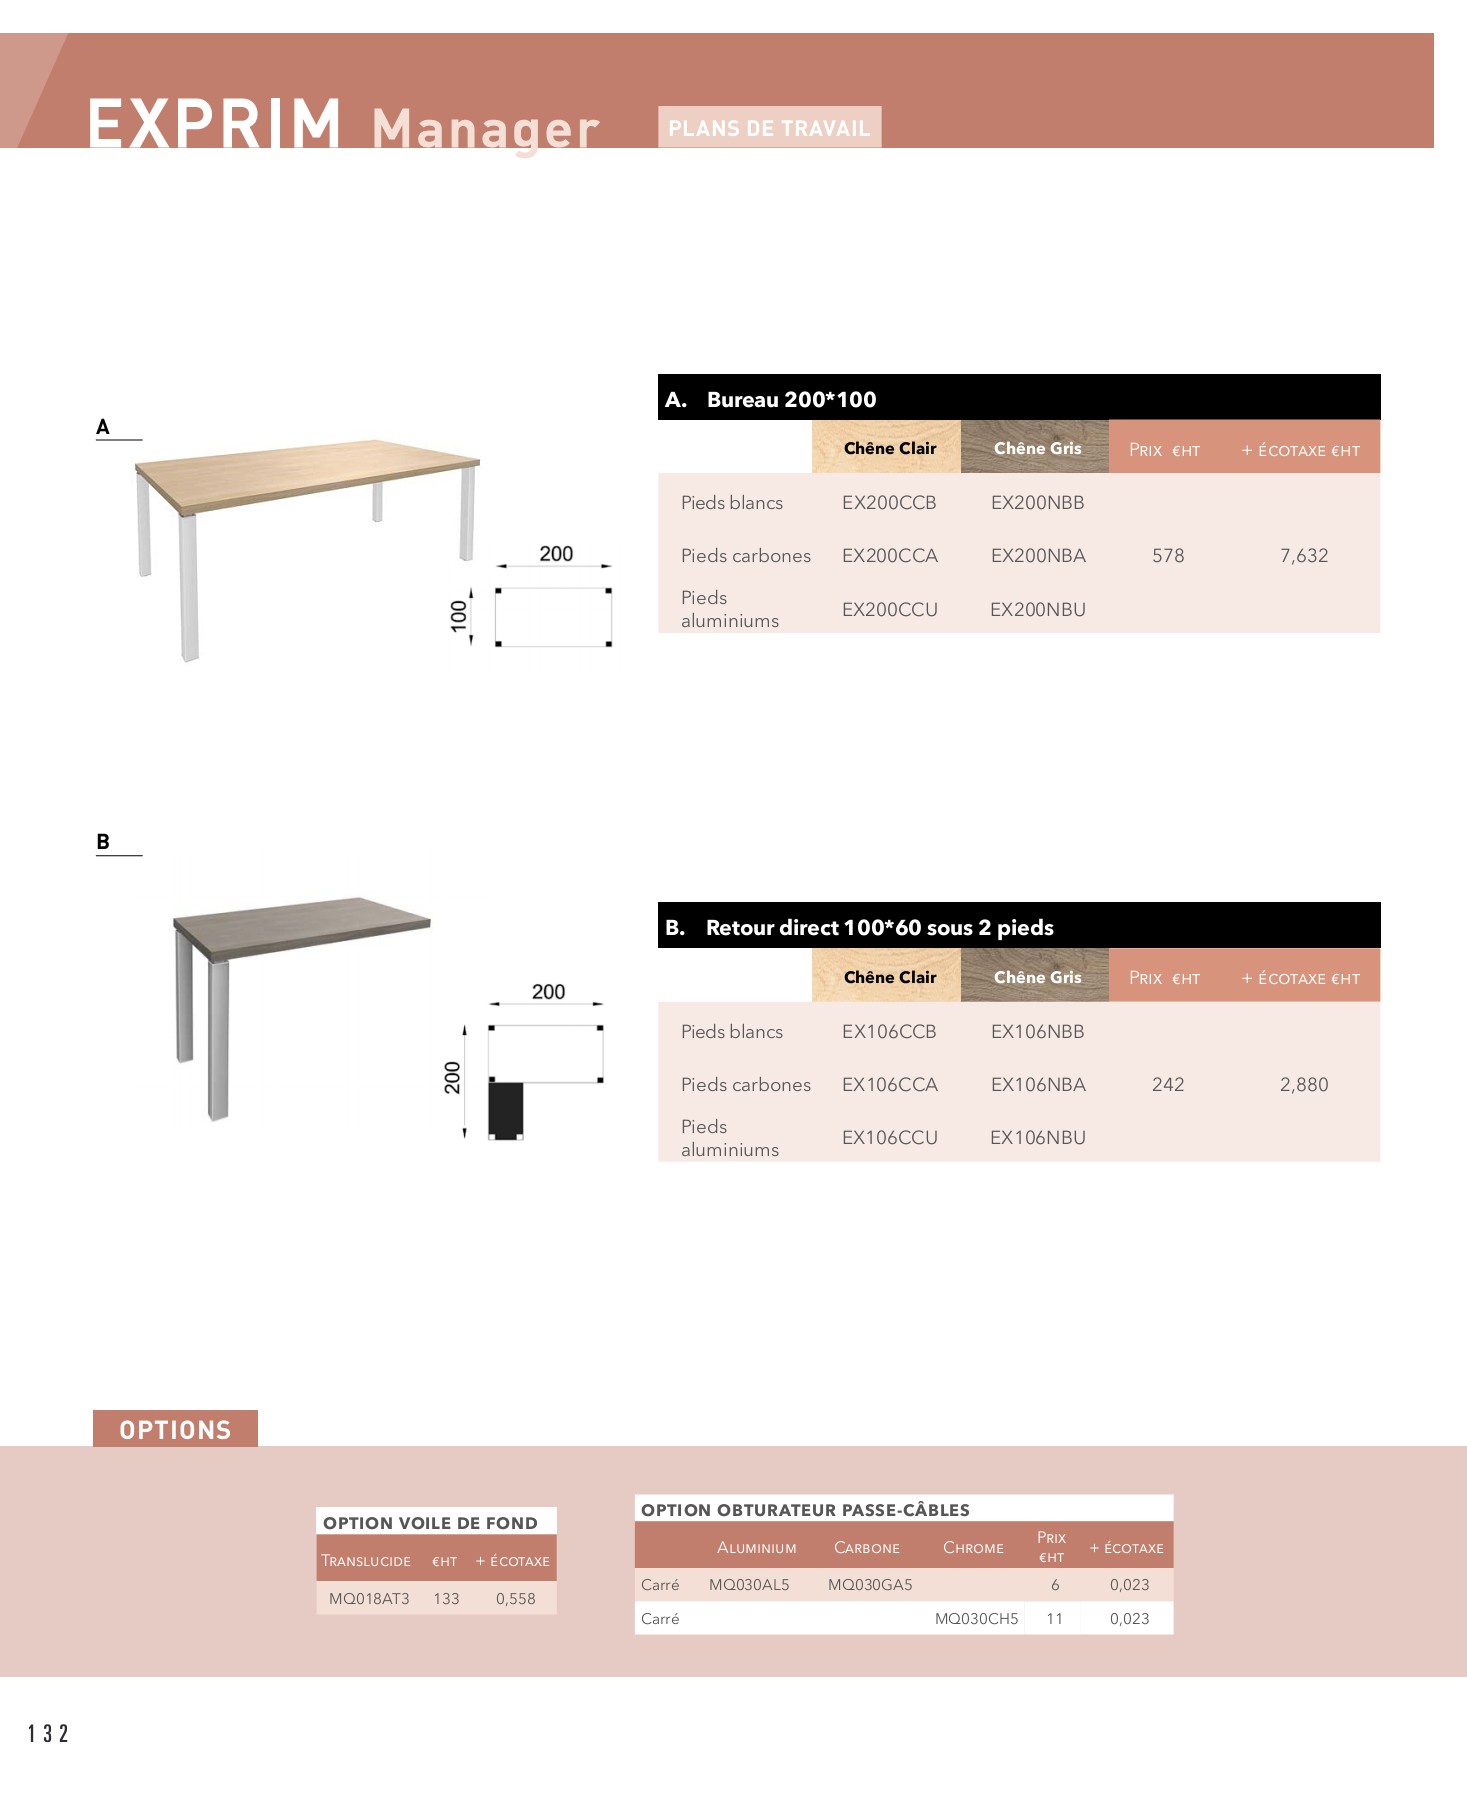 EXPRIM Manager PLANS DE TRAVAIL
A
200
100
A. Bureau 200*100
Chêne Clair Chêne Gris PRIX €HT + ÉCOTAXE €HT
Pieds blancs EX200CCB EX200NBB
Pieds carbones EX200CCA EX200NBA 578 7,632
Pieds
aluminiums EX200CCU EX200NBU
B
200
200
B. Retour direct 100*60 sous 2 pieds
Chêne Clair Chêne Gris PRIX €HT + ÉCOTAXE €HT
Pieds blancs EX106CCB EX106NBB
Pieds carbones EX106CCA EX106NBA 242 2,880
Pieds
aluminiums EX106CCU EX106NBU
OPTIONS
OPTION VOILE DE FOND
TRANSLUCIDE €HT + ÉCOTAXE
MQ018AT3 133 0,558
OPTION OBTURATEUR PASSE-CÂBLES
ALUMINIUM CARBONE CHROME PRIX €HT + ÉCOTAXE
Carré MQ030AL5 MQ030GA5 6 0,023
Carré MQ030CH5 11 0,023
132